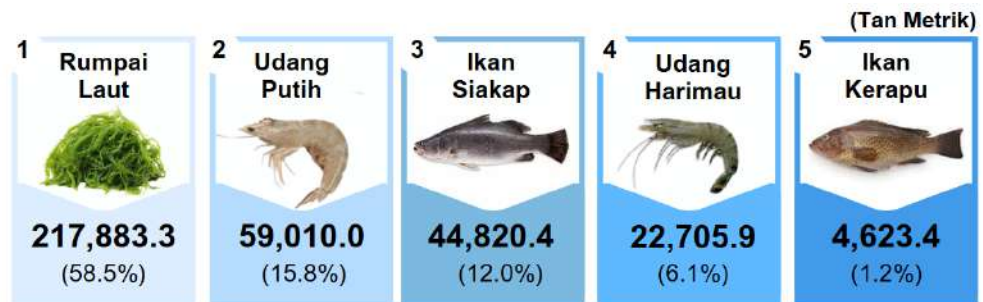 (Tan Metrik)
1
Rumpai
Laut
217,883.3
(58.5%)
2
Udang
Putih
59,010.0
(15.8%)
3
Ikan
Siakap
44,820.4
(12.0%)
4
Udang
Harimau
22,705.9
(6.1%)
5
Ikan
Kerapu
4,623.4
(1.2%)